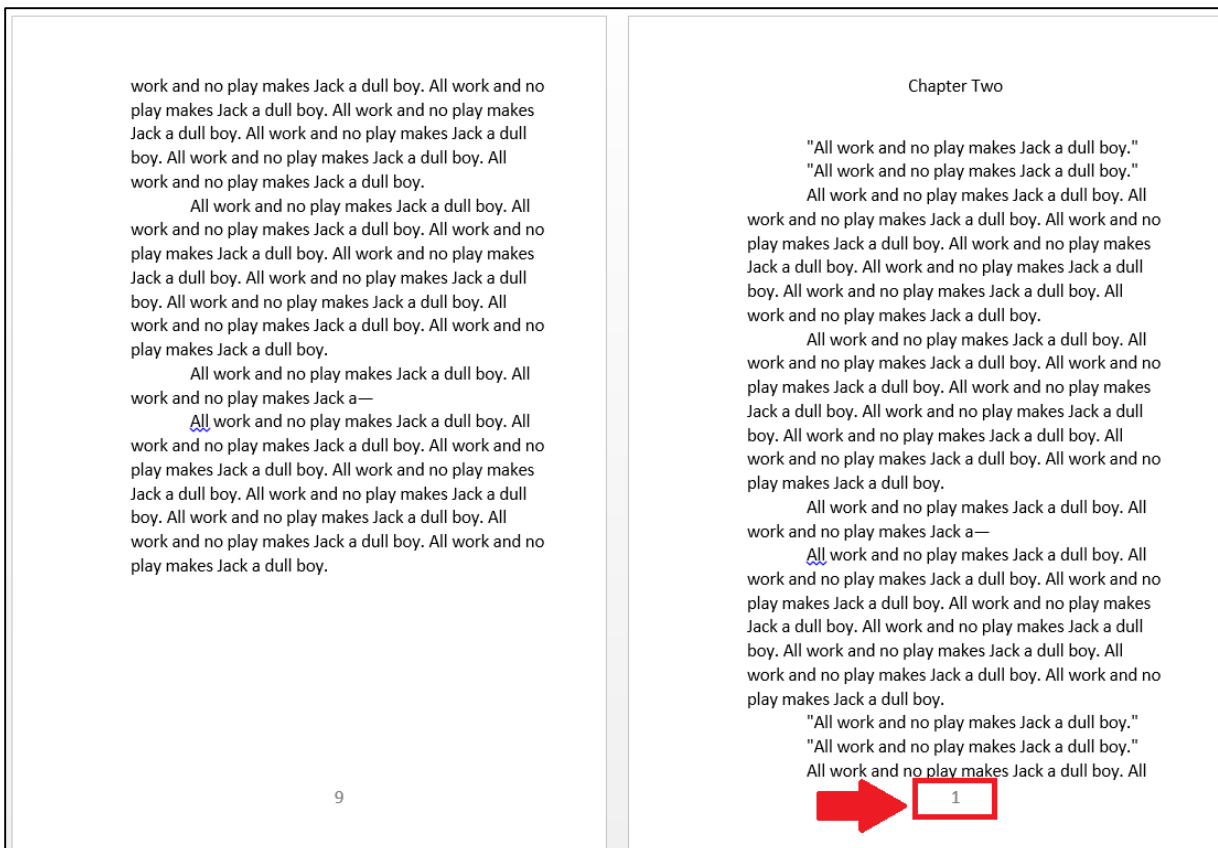 work and no play makes Jack a dull boy. All work and no
play makes Jack a dull boy. All work and no play makes
Jack a dull boy. All work and no play makes Jack a dull
boy. All work and no play makes Jack a dull boy. All
work and no play makes Jack a dull boy.
All work and no play makes Jack a dull boy. All
work and no play makes Jack a dull boy. All work and no
play makes Jack a dull boy. All work and no play makes
Jack a dull boy. All work and no play makes Jack a dull
boy. All work and no play makes Jack a dull boy. All
work and no play makes Jack a dull boy. All work and no
play makes Jack a dull boy.
All work and no play makes Jack a dull boy. All
work and no play makes Jack a—
All work and no play makes Jack a dull boy. All
work and no play makes Jack a dull boy. All work and no
play makes Jack a dull boy. All work and no play makes
Jack a dull boy. All work and no play makes Jack a dull
boy. All work and no play makes Jack a dull boy. All
work and no play makes Jack a dull boy. All work and no
play makes Jack a dull boy.
9
Chapter Two
"All work and no play makes Jack a dull boy."
"All work and no play makes Jack a dull boy."
All work and no play makes Jack a dull boy. All
work and no play makes Jack a dull boy. All work and no
play makes Jack a dull boy. All work and no play makes
Jack a dull boy. All work and no play makes Jack a dull
boy. All work and no play makes Jack a dull boy. All
work and no play makes Jack a dull boy.
All work and no play makes Jack a dull boy. All
work and no play makes Jack a dull boy. All work and no
play makes Jack a dull boy. All work and no play makes
Jack a dull boy. All work and no play makes Jack a dull
boy. All work and no play makes Jack a dull boy. All
work and no play makes Jack a dull boy. All work and no
play makes Jack a dull boy.
All work and no play makes Jack a dull boy. All
work and no play makes Jack a—
All work and no play makes Jack a dull boy. All
work and no play makes Jack a dull boy. All work and no
play makes Jack a dull boy. All work and no play makes
Jack a dull boy. All work and no play makes Jack a dull
boy. All work and no play makes Jack a dull boy. All
work and no play makes Jack a dull boy. All work and no
play makes Jack a dull boy.
"All work and no play makes Jack a dull boy."
"All work and no play makes Jack a dull boy."
All work and no play makes Jack a dull boy. All
1